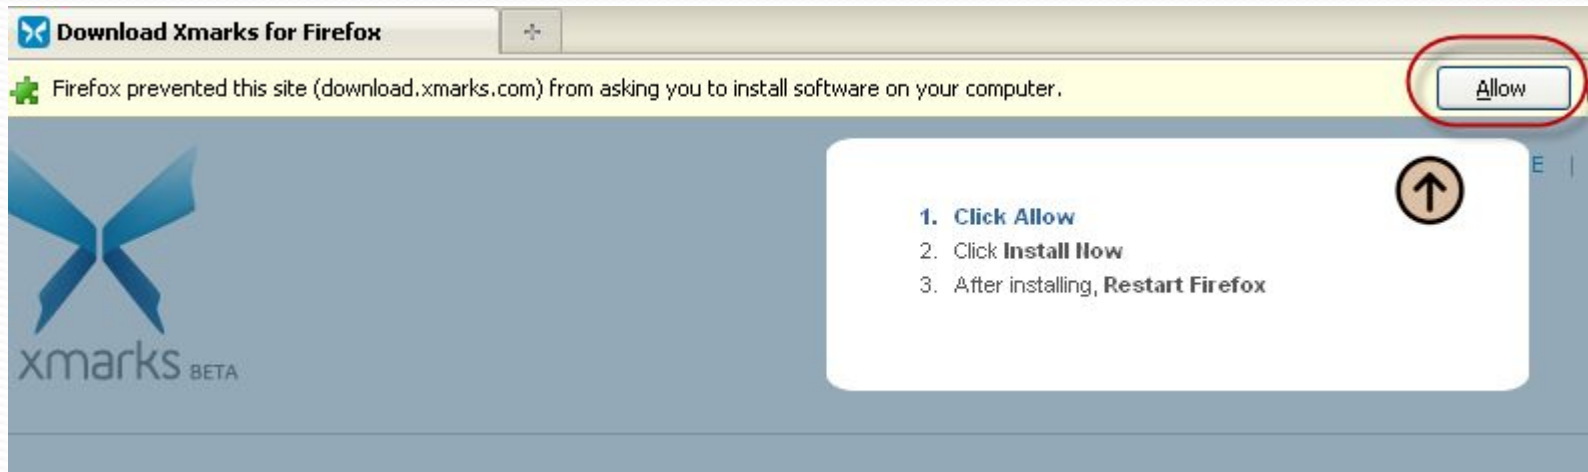 Download Xmarks for Firefox
Firefox prevented this site (download.xmarks.com) from asking you to install software on your computer.
Allow
E |
1. Click Allow
2. Click Install Now
3. After installing, Restart Firefox
xmarks BETA